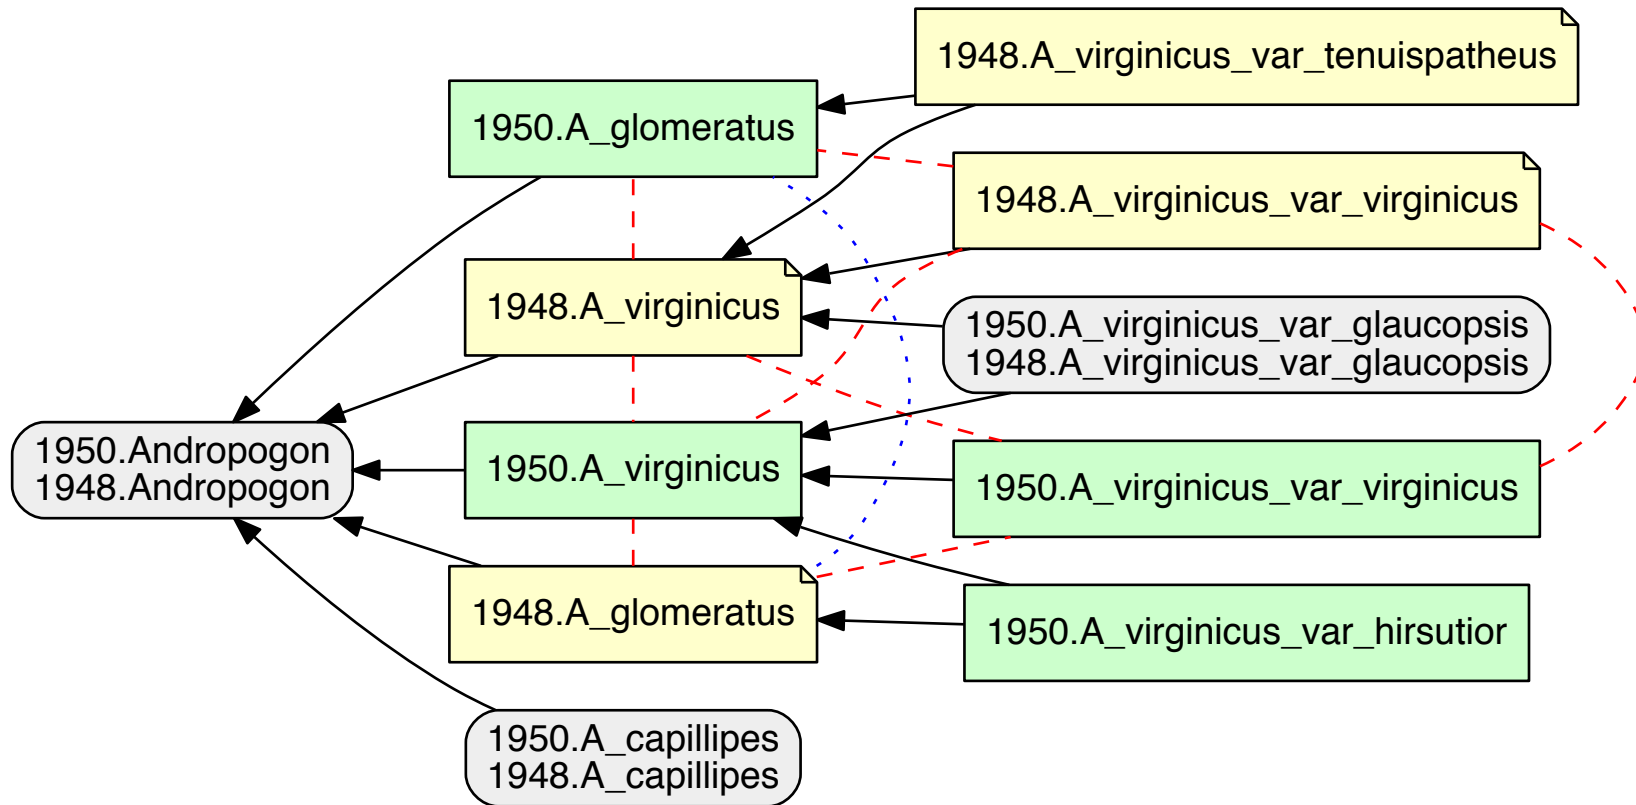 1948.A_virginicus_var_tenuispatheus
1950.A_glomeratus
1948.A_virginicus_var_virginicus
1948.A_virginicus
1950.A_virginicus_var_glaucopsis
1948.A_virginicus_var_glaucopsis
1950.Andropogon
1948.Andropogon
1950.A_virginicus
1950.A_virginicus_var_virginicus
1948.A_glomeratus
1950.A_virginicus_var_hirsutior
1950.A_capillipes
1948.A_capillipes